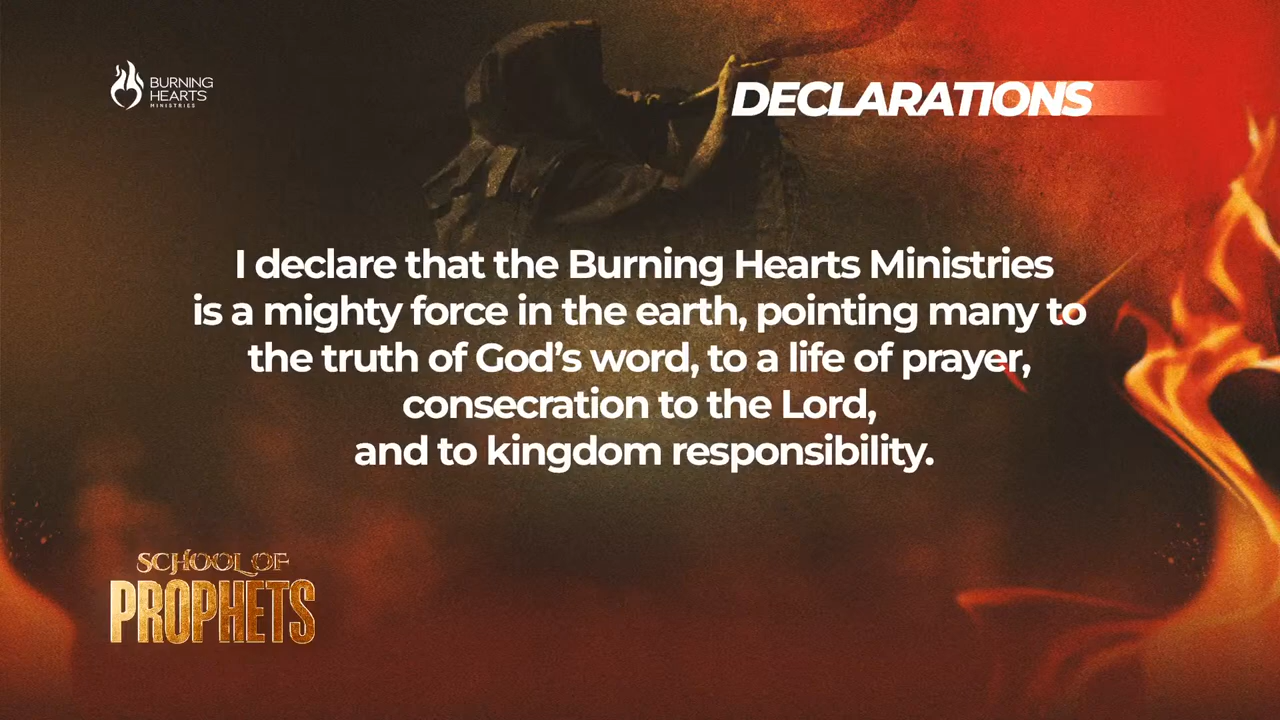 BURNING
HEARTS
MINISTRIES
DECLARATIONS
I declare that the Burning Hearts Ministries
is a mighty force in the earth, pointing many to
the truth of God’s word, to a life of prayer,
consecration to the Lord,
and to kingdom responsibility.
SCHOOL OF
PROPHETS